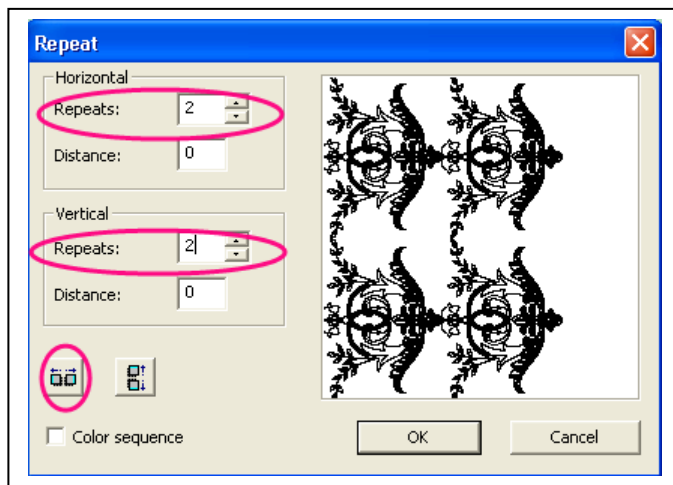 Repeat
Horizontal
Repeats: 2
Distance: 0
Vertical
Repeats: 2
Distance: 0
Color sequence
OK Cancel